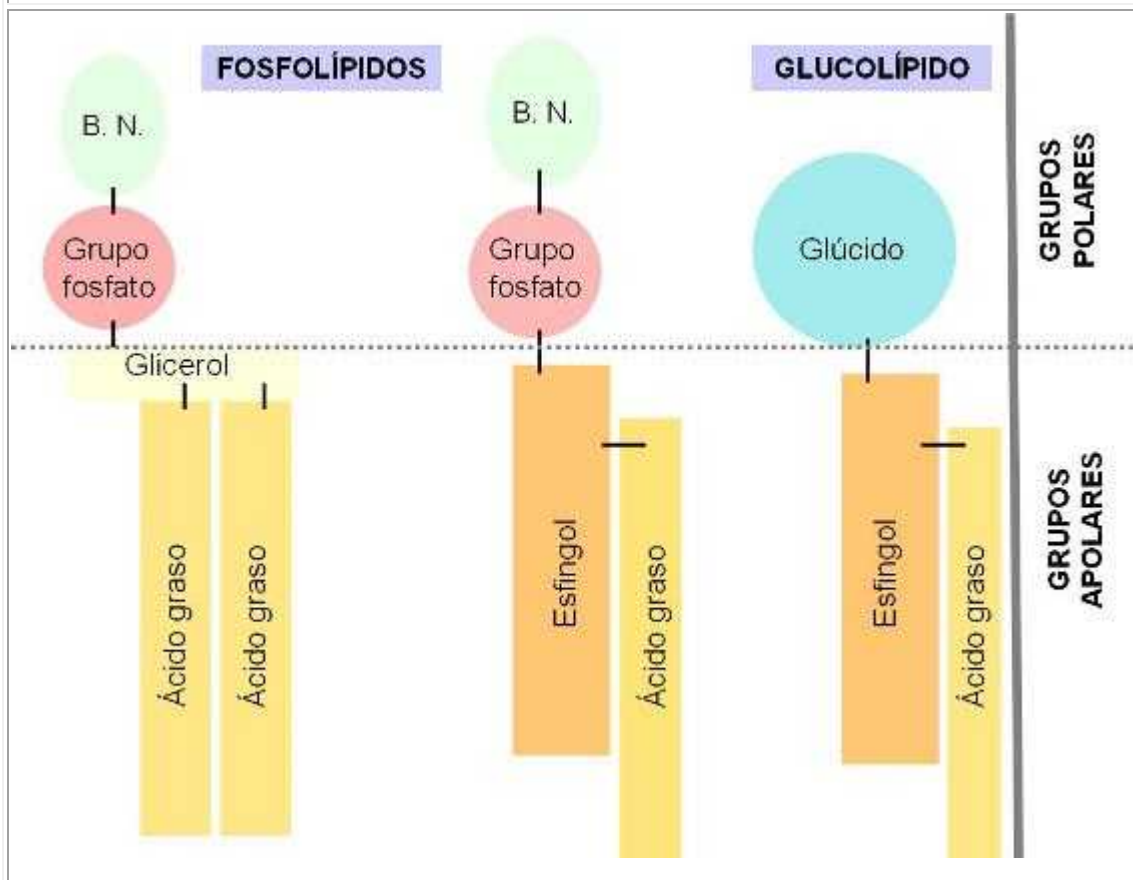 FOSFOLÍPIDOS
GLUCOLÍPIDO
B. N.
B. N.
Grupo
fosfato
Grupo
fosfato
Glúcido
GRUPOS
POLARES
Glicerol
Ácido graso
Ácido graso
Esfingol
Ácido graso
Esfingol
Ácido graso
GRUPOS
APOLARES